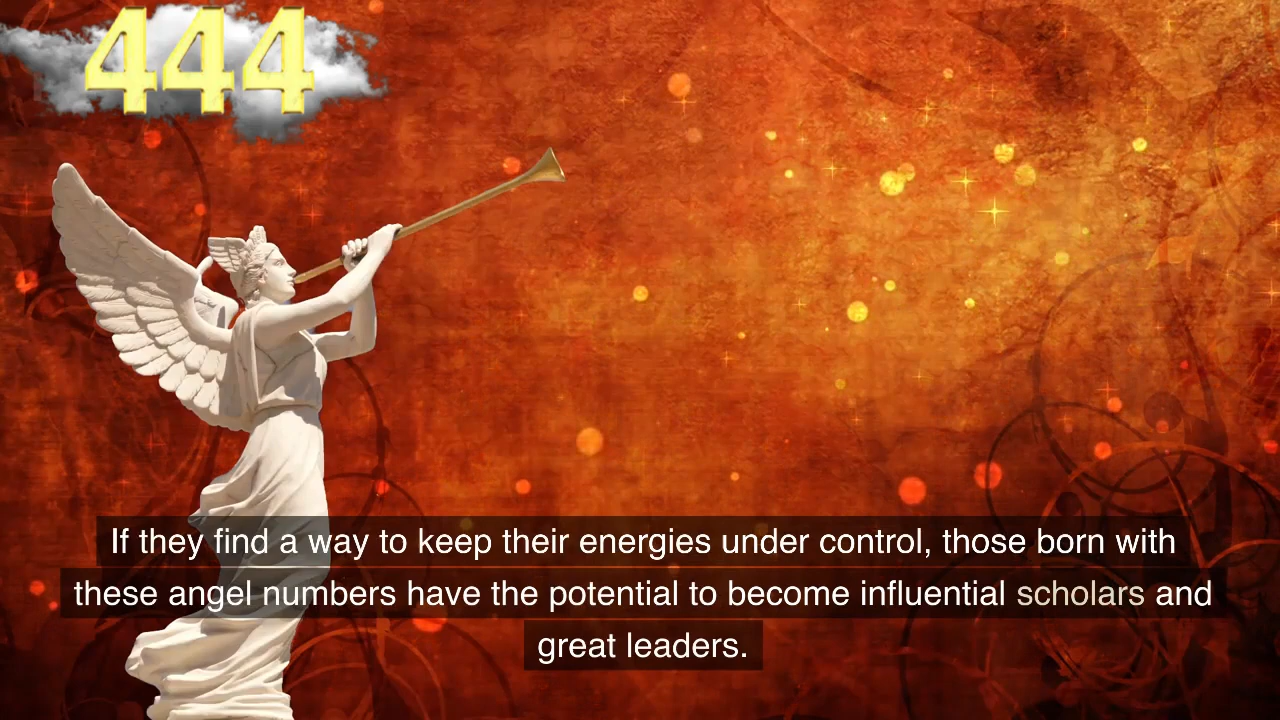 444
If they find a way to keep their energies under control, those born with
these angel numbers have the potential to become influential scholars and
great leaders.